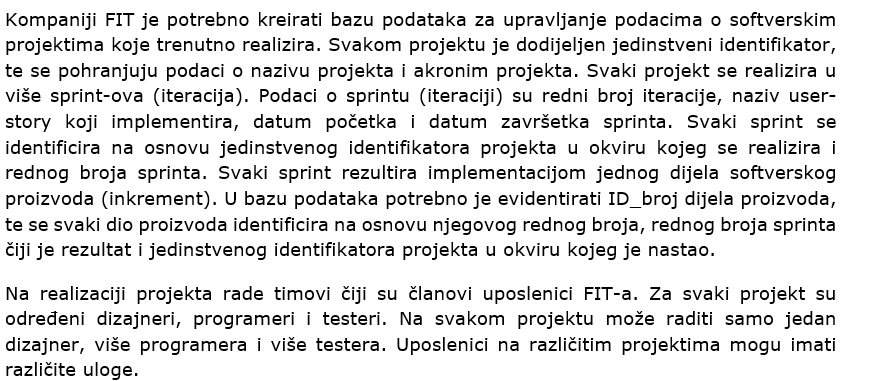 Kompaniji FIT je potrebno kreirati bazu podataka za upravljanje podacima o softverskim
projektima koje trenutno realizira. Svakom projektu je dodijeljen jedinstveni identifikator,
te se pohranjuju podaci o nazivu projekta i akronim projekta. Svaki projekt se realizira u
više sprint-ova (iteracija). Podaci o sprintu (iteraciji) su redni broj iteracije, naziv user-
story koji implementira, datum početka i datum završetka sprinta. Svaki sprint se
identificira na osnovu jedinstvenog identifikatora projekta u okviru kojeg se realizira i
rednog broja sprinta. Svaki sprint rezultira implementacijom jednog dijela softverskog
proizvoda (inkrement). U bazu podataka potrebno je evidentirati ID_broj dijela proizvoda,
te se svaki dio proizvoda identificira na osnovu njegovog rednog broja, rednog broja sprinta
čiji je rezultat i jedinstvenog identifikatora projekta u okviru kojeg je nastao.
Na realizaciji projekta rade timovi čiji su članovi uposlenici FIT-a. Za svaki projekt su
određeni dizajneri, programeri i testeri. Na svakom projektu može raditi samo jedan
dizajner, više programera i više testera. Uposlenici na različitim projektima mogu imati
različite uloge.